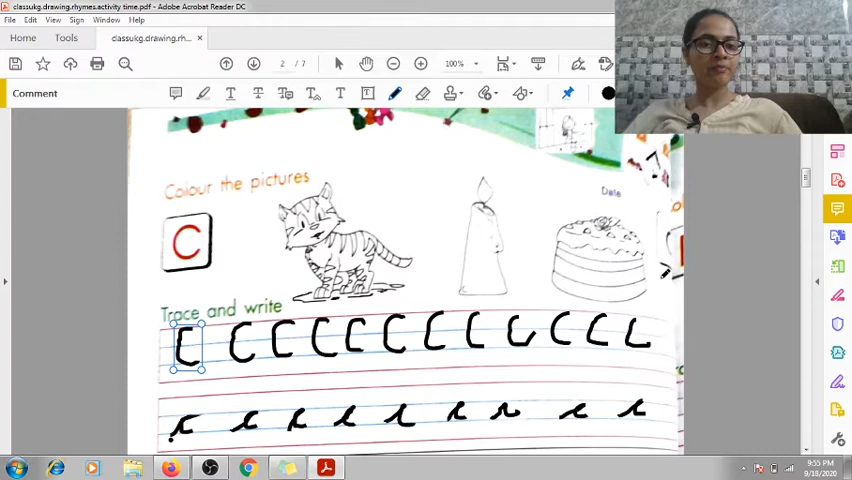 classukg.drawing.rhymes.activity time.pdf - Adobe Acrobat Reader DC
File Edit View Sign Window Help
Home Tools classukg.drawing.rh... ×
2 / 7 100%
Comment
Colour the pictures
Date
C
Trace and write
C C C C C C C C C C C C
c c c c c c c c c
9:55 PM
9/18/2020